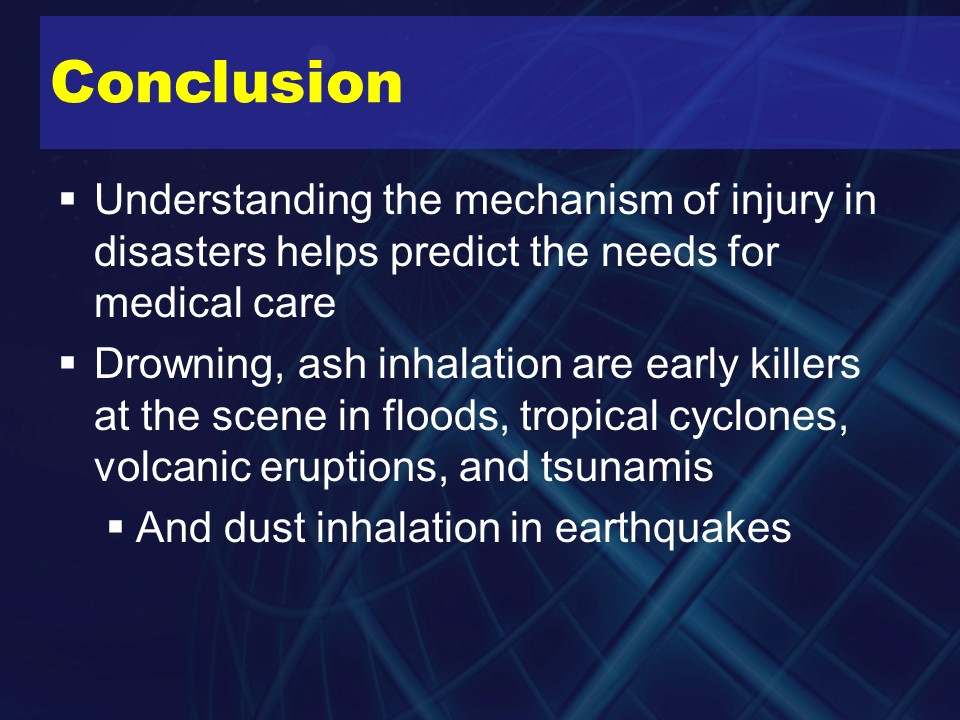 Conclusion
▪ Understanding the mechanism of injury in
disasters helps predict the needs for
medical care
▪ Drowning, ash inhalation are early killers
at the scene in floods, tropical cyclones,
volcanic eruptions, and tsunamis
▪ And dust inhalation in earthquakes